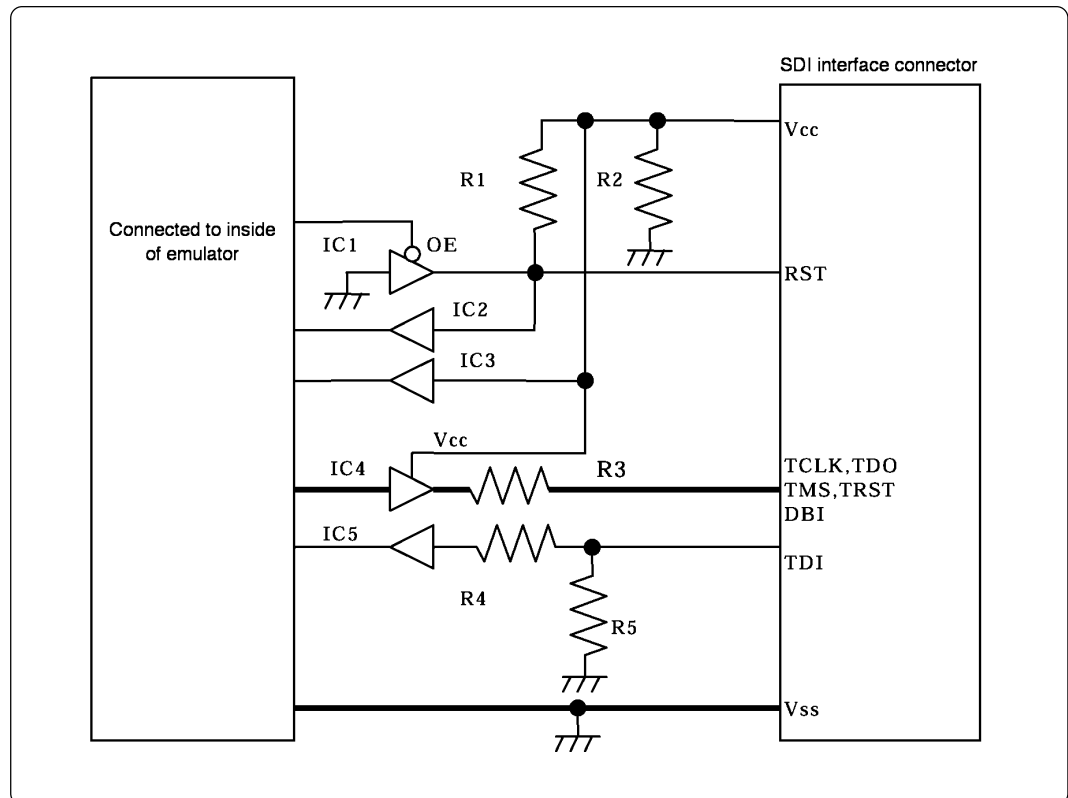 SDI interface connector
Vcc
R1
R2
Connected to inside
of emulator
IC1
OE
RST
IC2
IC3
Vcc
IC4
R3
TCLK,TDO
TMS,TRST
DBI
IC5
TDI
R4
R5
Vss